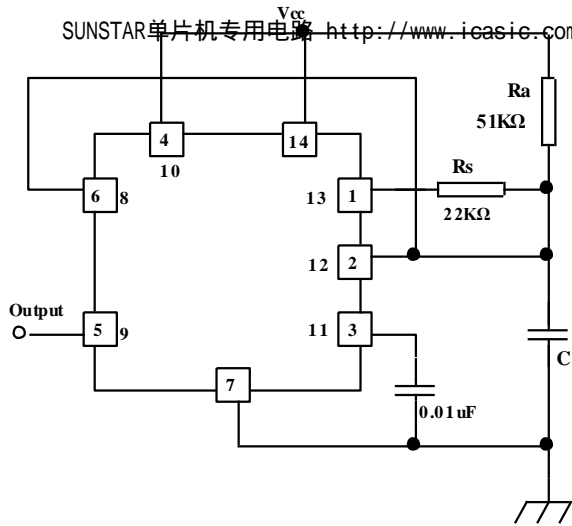 Vcc
SUNSTAR单片机专用电路 http://www.icasic.com
Ra
51KΩ
4
14
10
Rs
6
8
13
1
22KΩ
12
2
Output
5
9
11
3
C
7
0.01uF